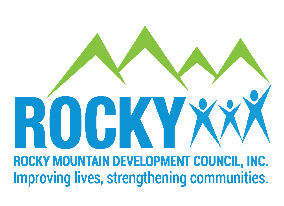 ROCKY
ROCKY MOUNTAIN DEVELOPMENT COUNCIL, INC.
Improving lives, strengthening communities.